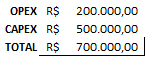 OPEX R$ 200.000,00
CAPEX R$ 500.000,00
TOTAL R$ 700.000,00